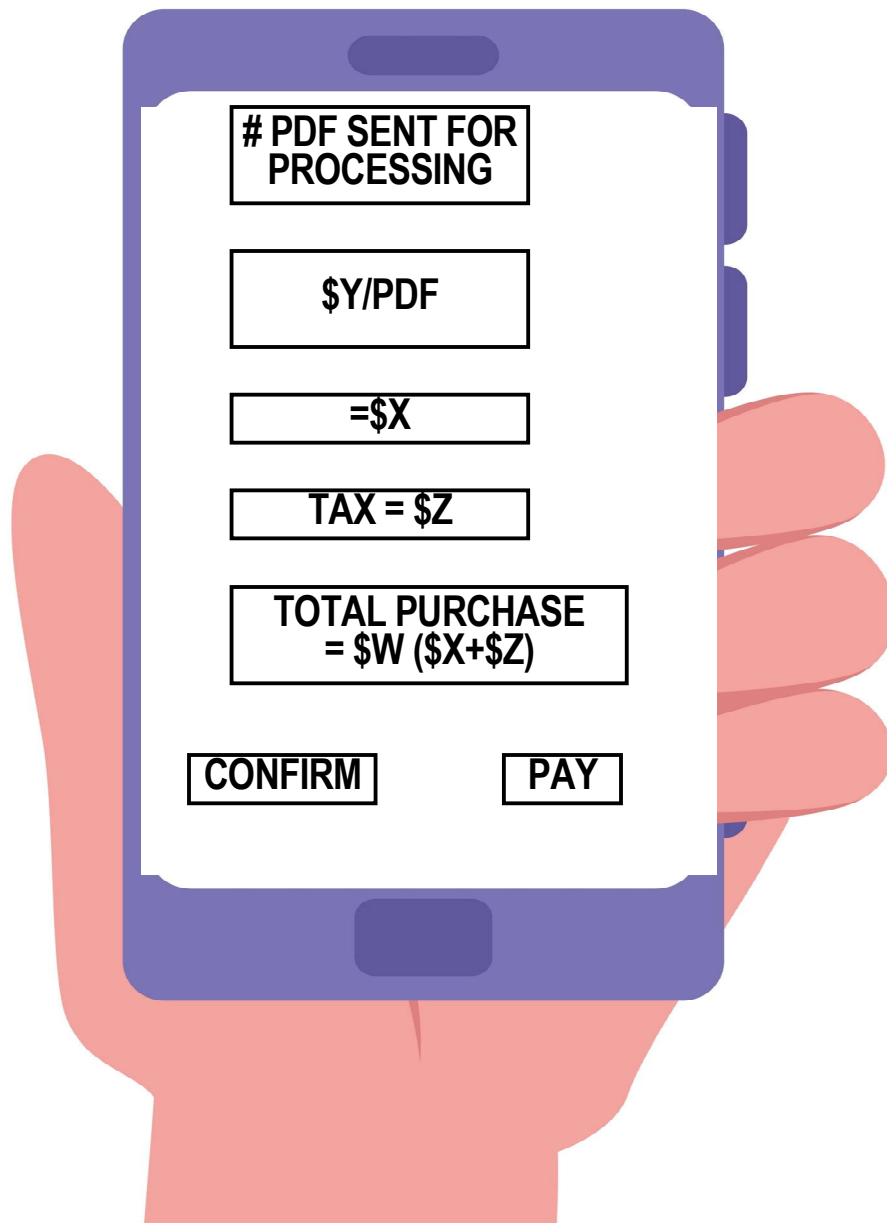 # PDF SENT FOR
PROCESSING
$Y/PDF
=$X
TAX = $Z
TOTAL PURCHASE
= $W ($X+$Z)
CONFIRM
PAY